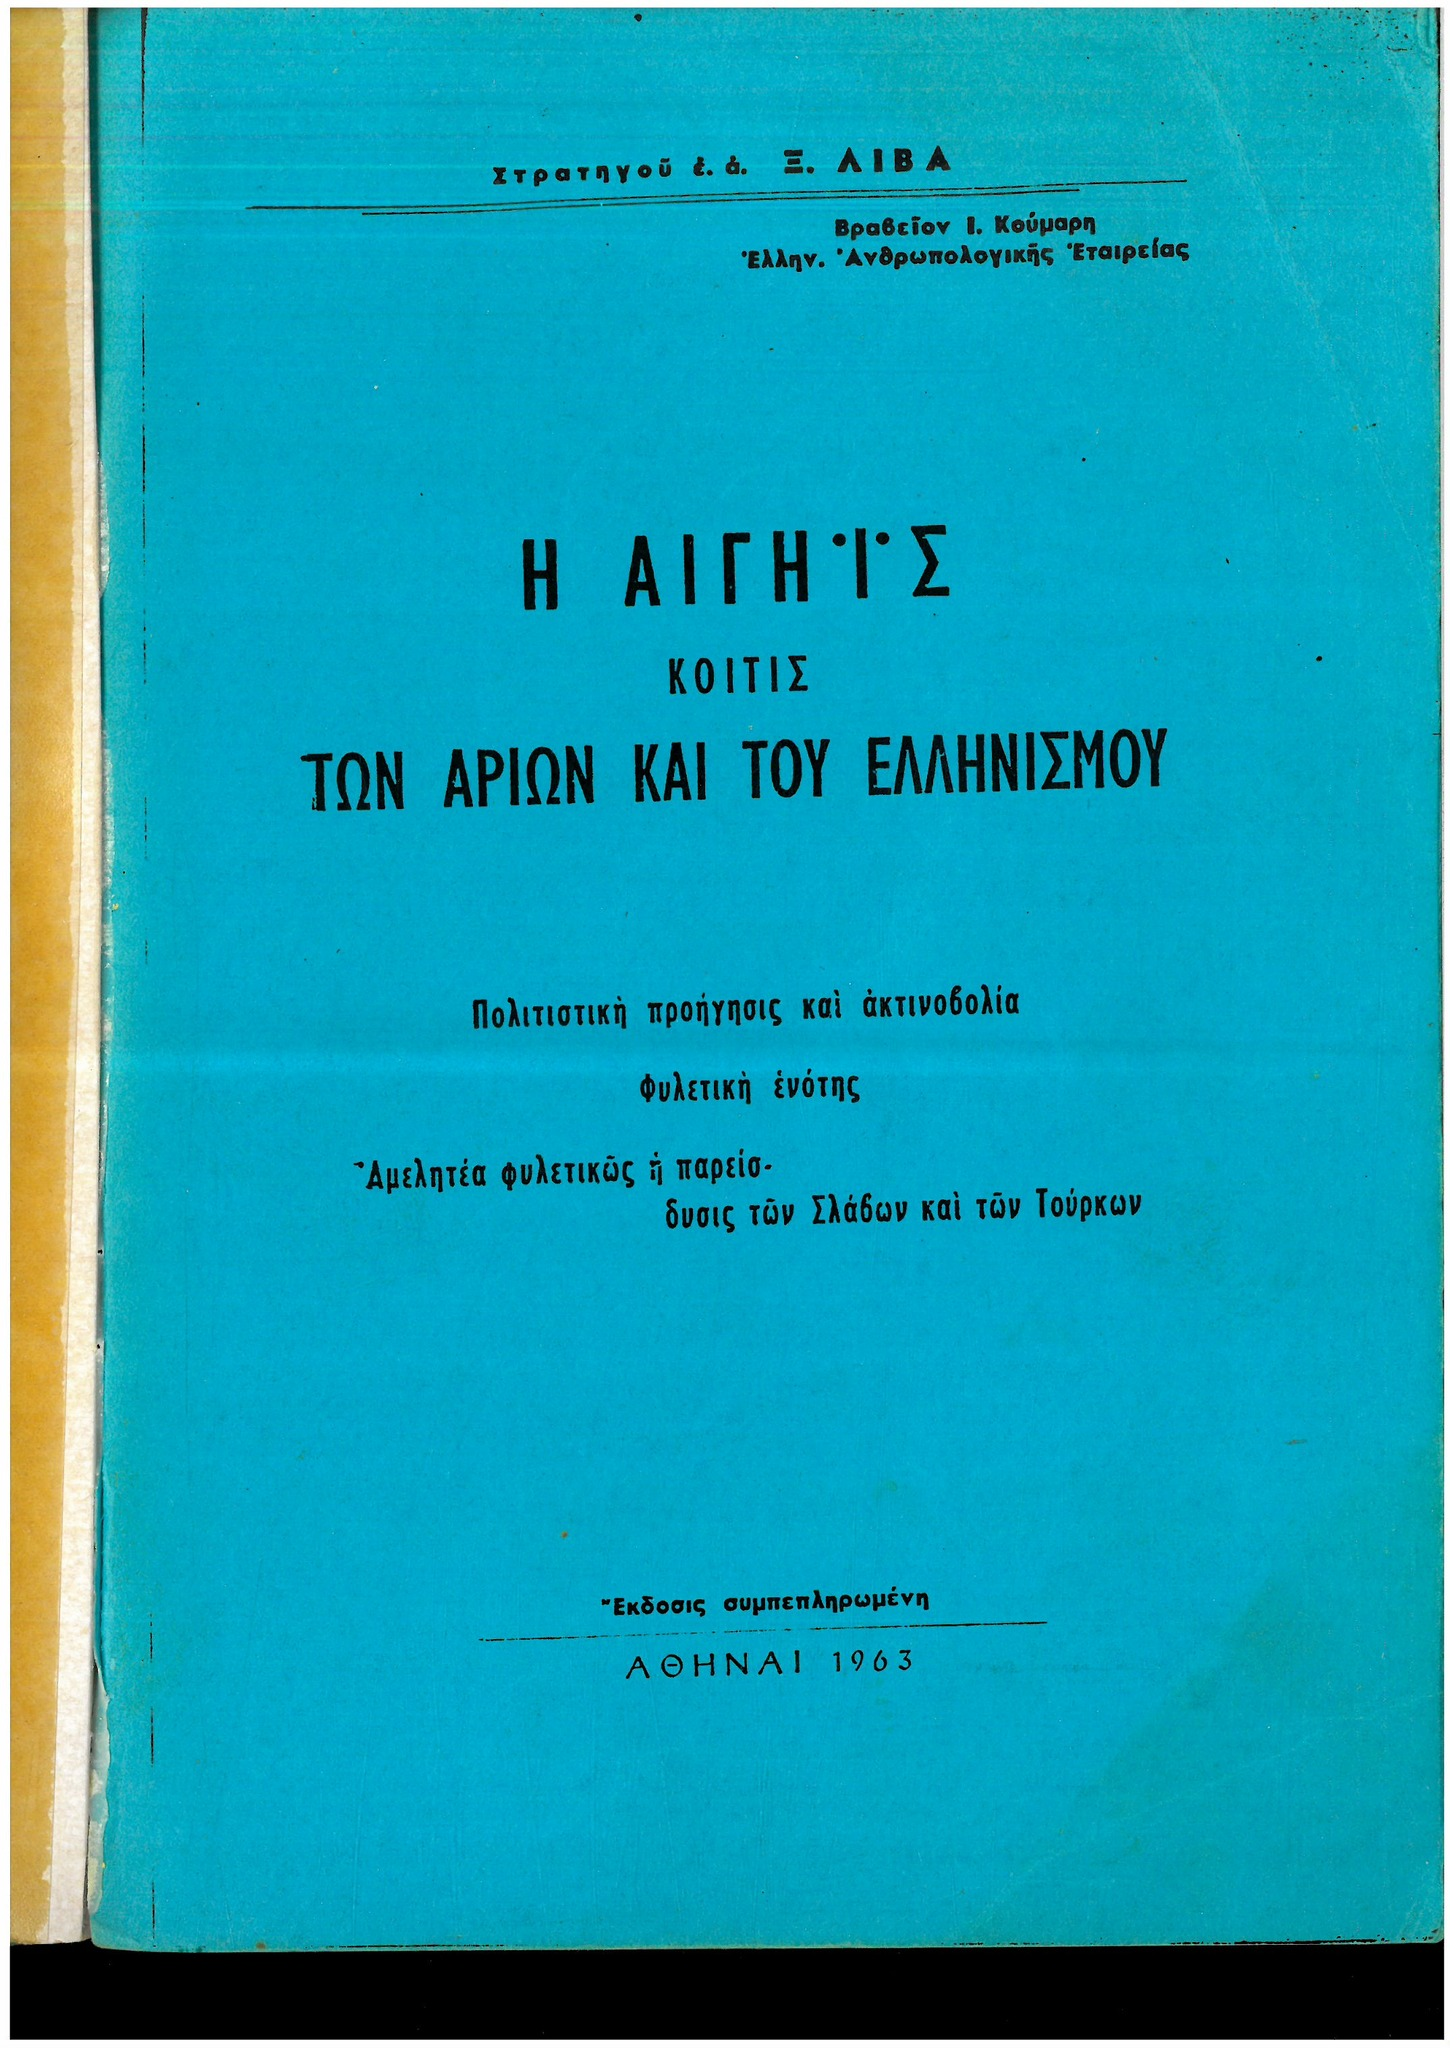 Στρατηγοῦ ἐ. ἀ. Ξ. ΛΙΒΑ
Βραβεῖον Ι. Κούμαρη
Ἑλλην. Ἀνθρωπολογικῆς Ἑταιρείας
Η ΑΙΓΗΪΣ
ΚΟΙΤΙΣ
ΤΩΝ ΑΡΙΩΝ ΚΑΙ ΤΟΥ ΕΛΛΗΝΙΣΜΟΥ
Πολιτιστικὴ προήγησις καὶ ἀκτινοβολία
Φυλετικὴ ἑνότης
Ἀμελητέα φυλετικῶς ἡ παρείσ-
δυσις τῶν Σλάβων καὶ τῶν Τούρκων
Ἔκδοσις συμπεπληρωμένη
ΑΘΗΝΑΙ 1963